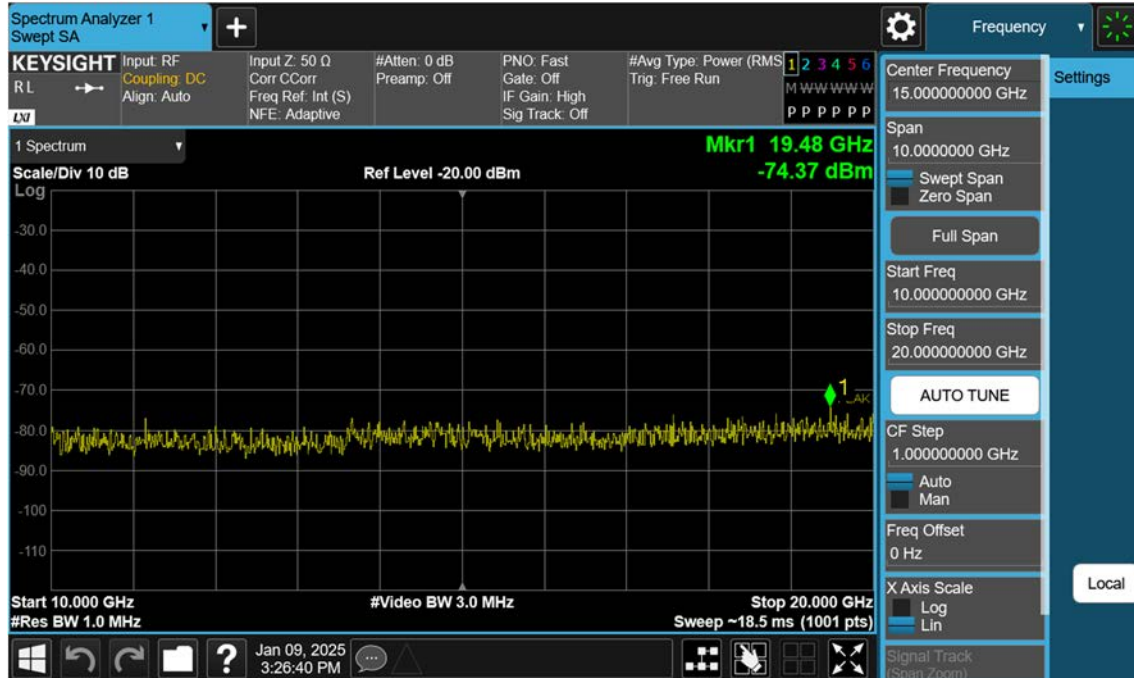 Spectrum Analyzer 1
Swept SA
Frequency
KEYSIGHT
R L
LXI
Input: RF
Coupling: DC
Align: Auto
Input Z: 50 Ω
Corr CCorr
Freq Ref: Int (S)
NFE: Adaptive
#Atten: 0 dB
Preamp: Off
PNO: Fast
Gate: Off
IF Gain: High
Sig Track: Off
#Avg Type: Power (RMS
Trig: Free Run
1 2 3 4 5 6
M W W W W W
P P P P P P
1 Spectrum
Scale/Div 10 dB
Log
Ref Level -20.00 dBm
Mkr1 19.48 GHz
-74.37 dBm
-30.0
-40.0
-50.0
-60.0
-70.0
-80.0
-90.0
-100
-110
1
Start 10.000 GHz
#Video BW 3.0 MHz
Stop 20.000 GHz
#Res BW 1.0 MHz
Sweep ~18.5 ms (1001 pts)
Jan 09, 2025
3:26:40 PM
Center Frequency
15.000000000 GHz
Span
10.0000000 GHz
Swept Span
Zero Span
Full Span
Start Freq
10.000000000 GHz
Stop Freq
20.000000000 GHz
AUTO TUNE
CF Step
1.000000000 GHz
Auto
Man
Freq Offset
0 Hz
X Axis Scale
Log
Lin
Signal Track
(Span Zoom)
Settings
Local